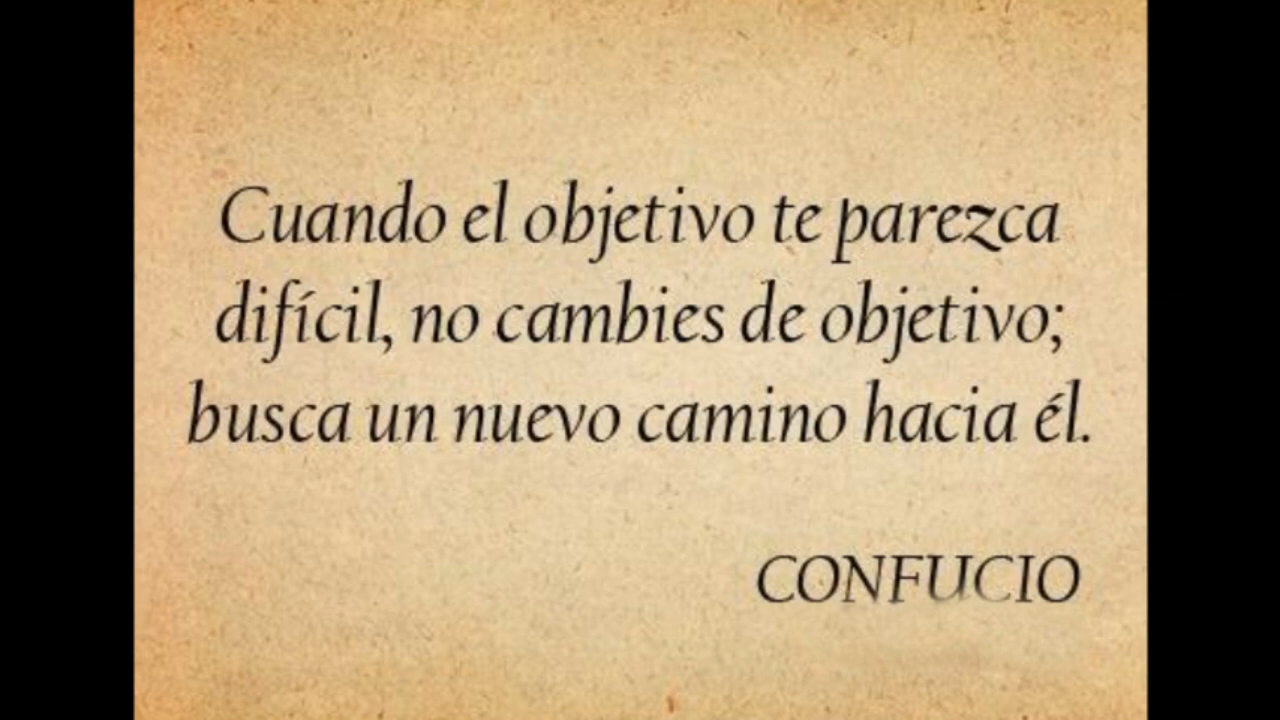 Cuando el objetivo te parezca
difícil, no cambies de objetivo;
busca un nuevo camino hacia él.
CONFUCIO